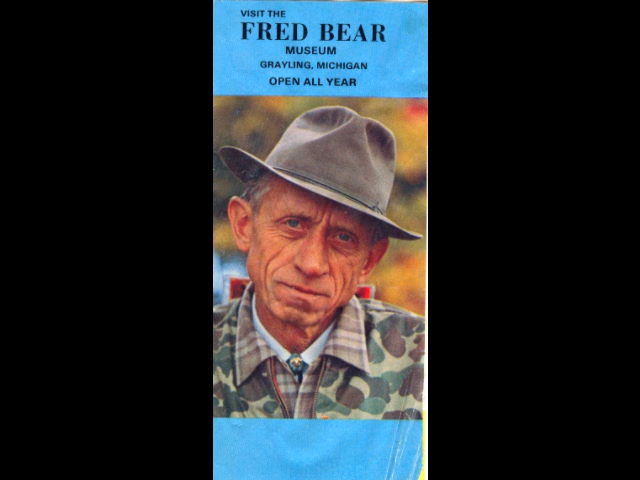 VISIT THE
FRED BEAR
MUSEUM
GRAYLING, MICHIGAN
OPEN ALL YEAR